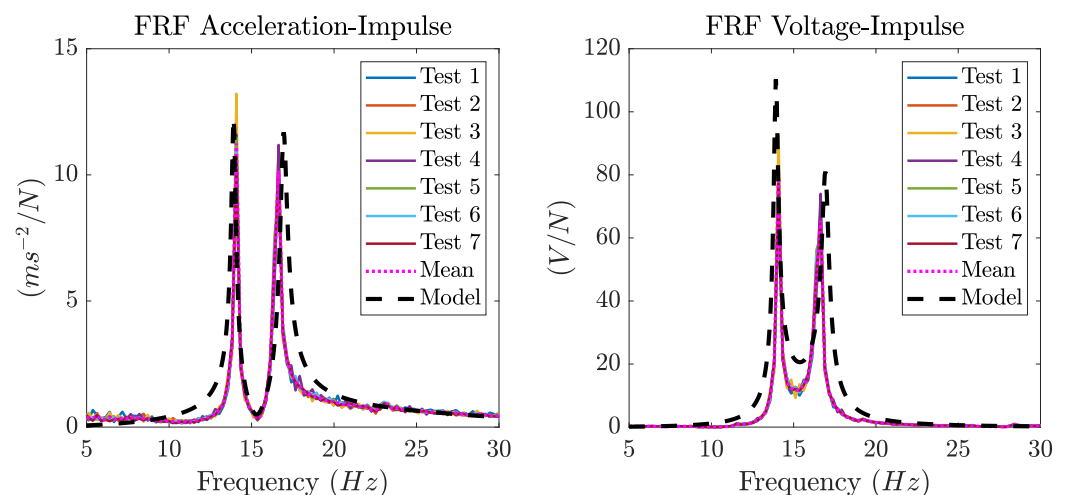 FRF Acceleration-Impulse
15
10
5
0
(ms⁻²/N)
5 10 15 20 25 30
Frequency (Hz)
Test 1
Test 2
Test 3
Test 4
Test 5
Test 6
Test 7
Mean
Model
FRF Voltage-Impulse
120
100
80
60
40
20
0
(V/N)
5 10 15 20 25 30
Frequency (Hz)
Test 1
Test 2
Test 3
Test 4
Test 5
Test 6
Test 7
Mean
Model